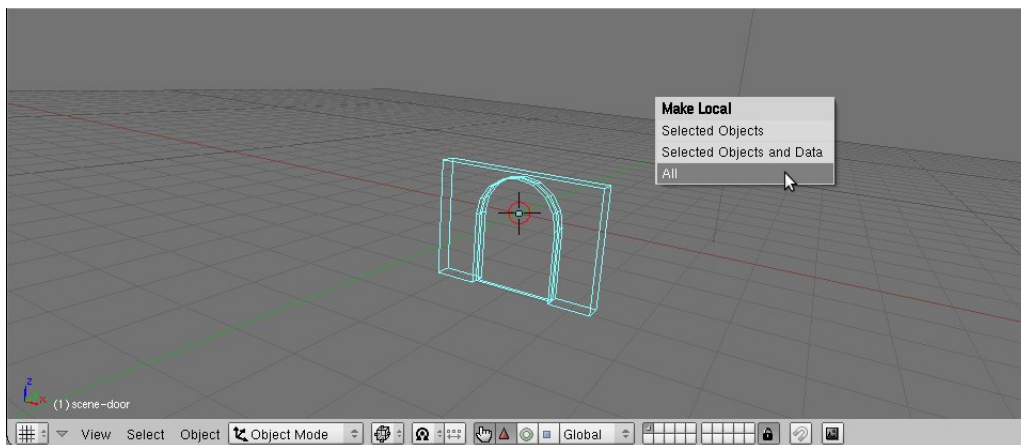 Make Local
Selected Objects
Selected Objects and Data
All
z
x
(1) scene-door
View Select Object Object Mode Global